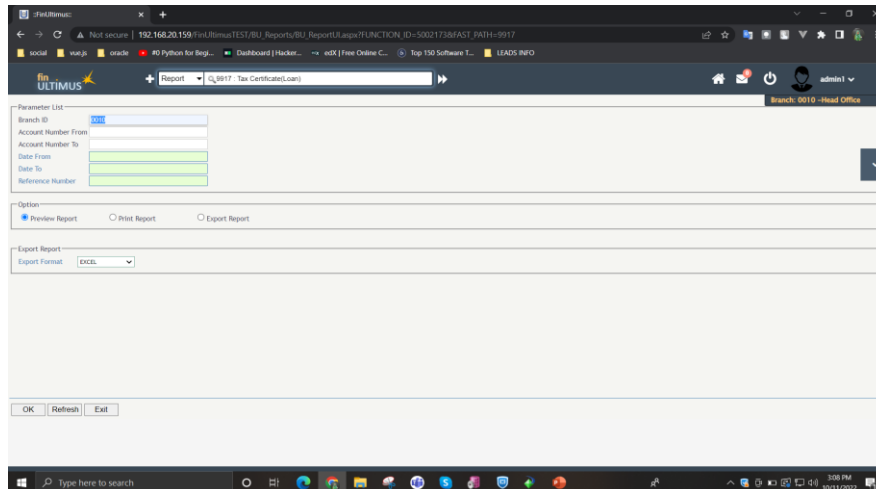 :FinUltimus:
Not secure | 192.168.20.159/FinUltimusTEST/BU_Reports/BU_ReportUI.aspx?FUNCTION_ID=5002173&FAST_PATH=9917
social vue.js oracle #0 Python for Begi... Dashboard | Hacker... edX | Free Online C... Top 150 Software T... LEADS INFO
fin ULTIMUS Report 9917 : Tax Certificate(Loan) admin1
Branch: 0010 -Head Office
Parameter List
Branch ID 0010
Account Number From
Account Number To
Date From
Date To
Reference Number
Option
Preview Report Print Report Export Report
Export Report
Export Format EXCEL
OK Refresh Exit
Type here to search 3:08 PM
10/11/2022